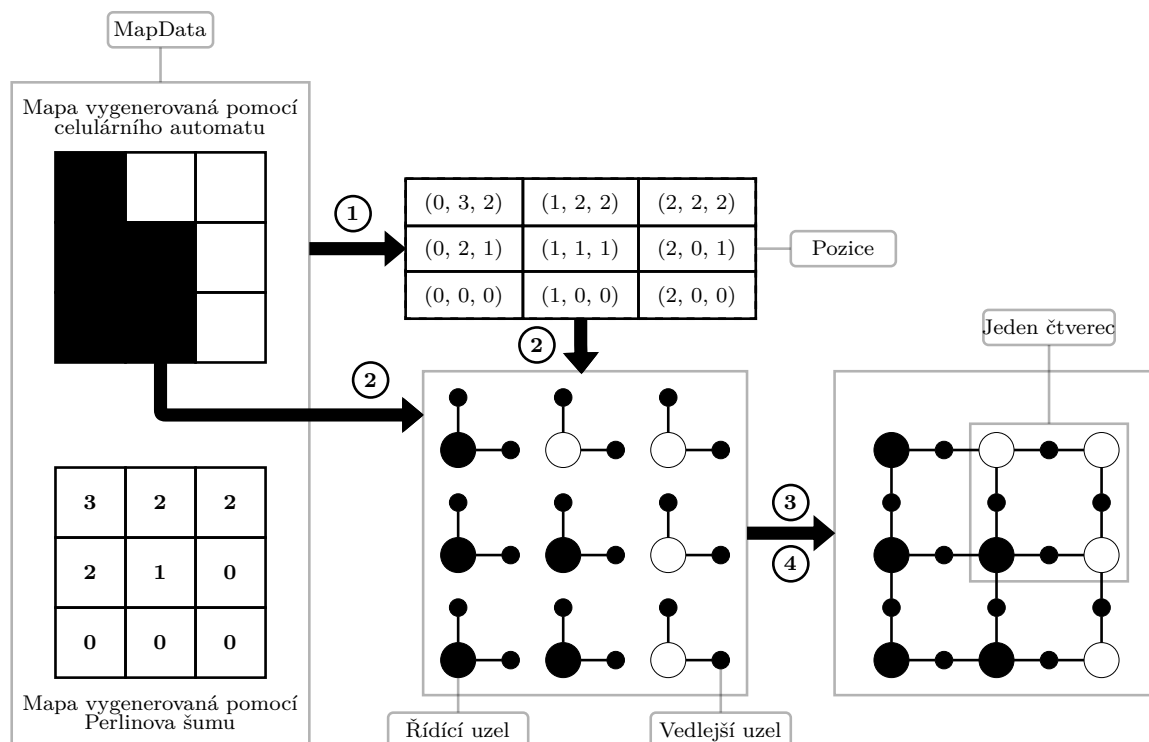 MapData
Mapa vygenerovaná pomocí
celulárního automatu
1
(0, 3, 2) (1, 2, 2) (2, 2, 2)
(0, 2, 1) (1, 1, 1) (2, 0, 1)
(0, 0, 0) (1, 0, 0) (2, 0, 0)
Pozice
2
2
Jeden čtverec
3 2 2
2 1 0
0 0 0
3
4
Mapa vygenerovaná pomocí
Perlinova šumu
Řídící uzel
Vedlejší uzel